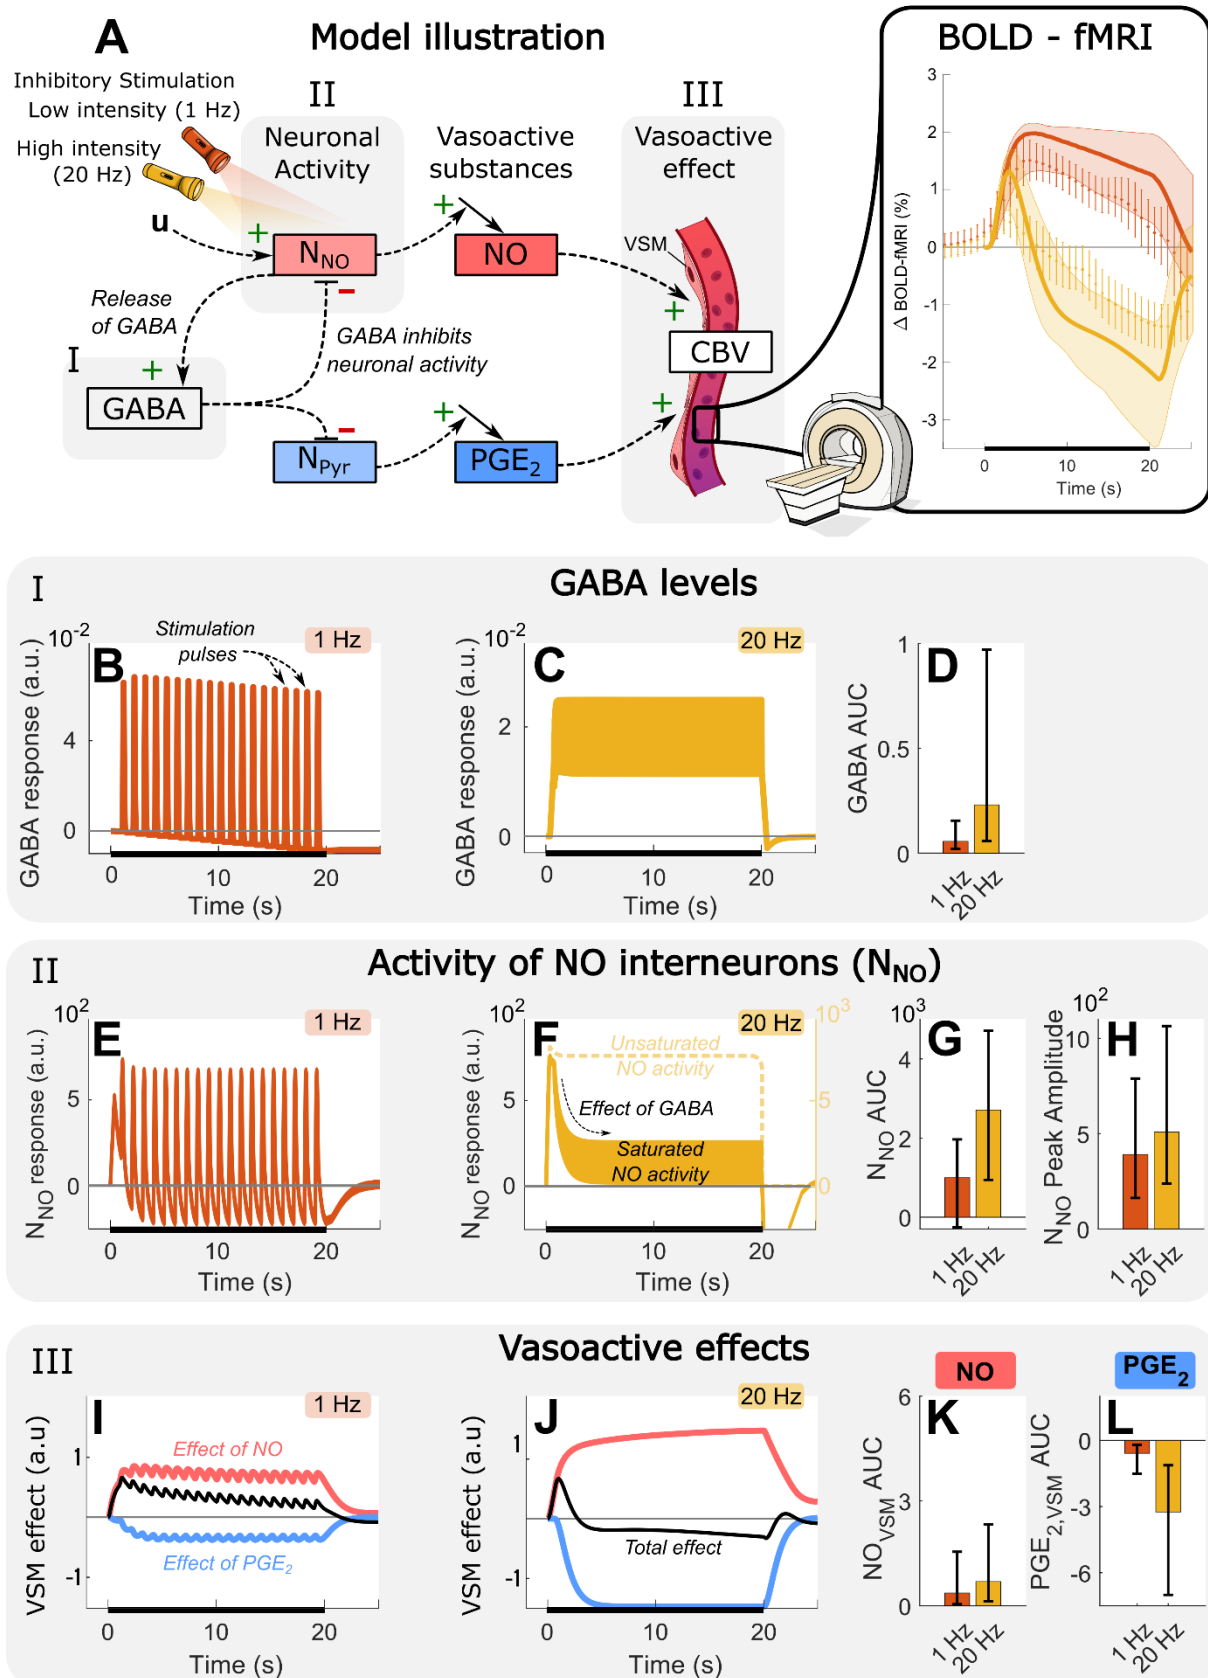 A
Model illustration
BOLD - fMRI
Inhibitory Stimulation
Low intensity (1 Hz)
High intensity
(20 Hz)
u
II
Neuronal
Activity
Vasoactive
substances
III
Vasoactive
effect
+
N_NO
+
NO
VSM
+
CBV
−
Release
of GABA
GABA inhibits
neuronal activity
I
+
GABA
−
N_Pyr
+
PGE_2
+
Δ BOLD-fMRI (%)
3
2
1
0
-1
-2
-3
0 10 20
Time (s)
I
GABA levels
B
10^-2
Stimulation
pulses
1 Hz
GABA response (a.u.)
4
0
0 10 20
Time (s)
C
10^-2
20 Hz
GABA response (a.u.)
2
0
0 10 20
Time (s)
D
GABA AUC
1
0.5
0
1 Hz
20 Hz
II
Activity of NO interneurons (N_NO)
E
10^2
1 Hz
N_NO response (a.u.)
5
0
0 10 20
Time (s)
F
10^2
20 Hz
10^3
Unsaturated
NO activity
Effect of GABA
Saturated
NO activity
N_NO response (a.u.)
5
0
-5
0
0 10 20
Time (s)
G
10^3
N_NO AUC
4
2
0
1 Hz
20 Hz
H
10^2
N_NO Peak Amplitude
10
5
0
1 Hz
20 Hz
III
Vasoactive effects
I
1 Hz
Effect of NO
Effect of PGE_2
VSM effect (a.u)
1
0
-1
0 10 20
Time (s)
J
20 Hz
Total effect
VSM effect (a.u)
1
0
-1
0 10 20
Time (s)
NO
K
NO_VSM AUC
6
3
0
1 Hz
20 Hz
PGE_2
L
PGE_2,VSM AUC
0
-3
-6
1 Hz
20 Hz